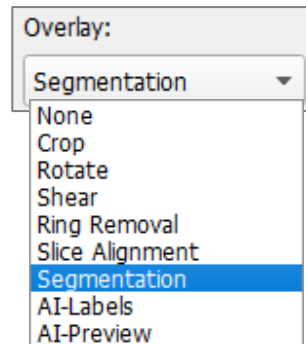 Overlay:
Segmentation
None
Crop
Rotate
Shear
Ring Removal
Slice Alignment
Segmentation
AI-Labels
AI-Preview